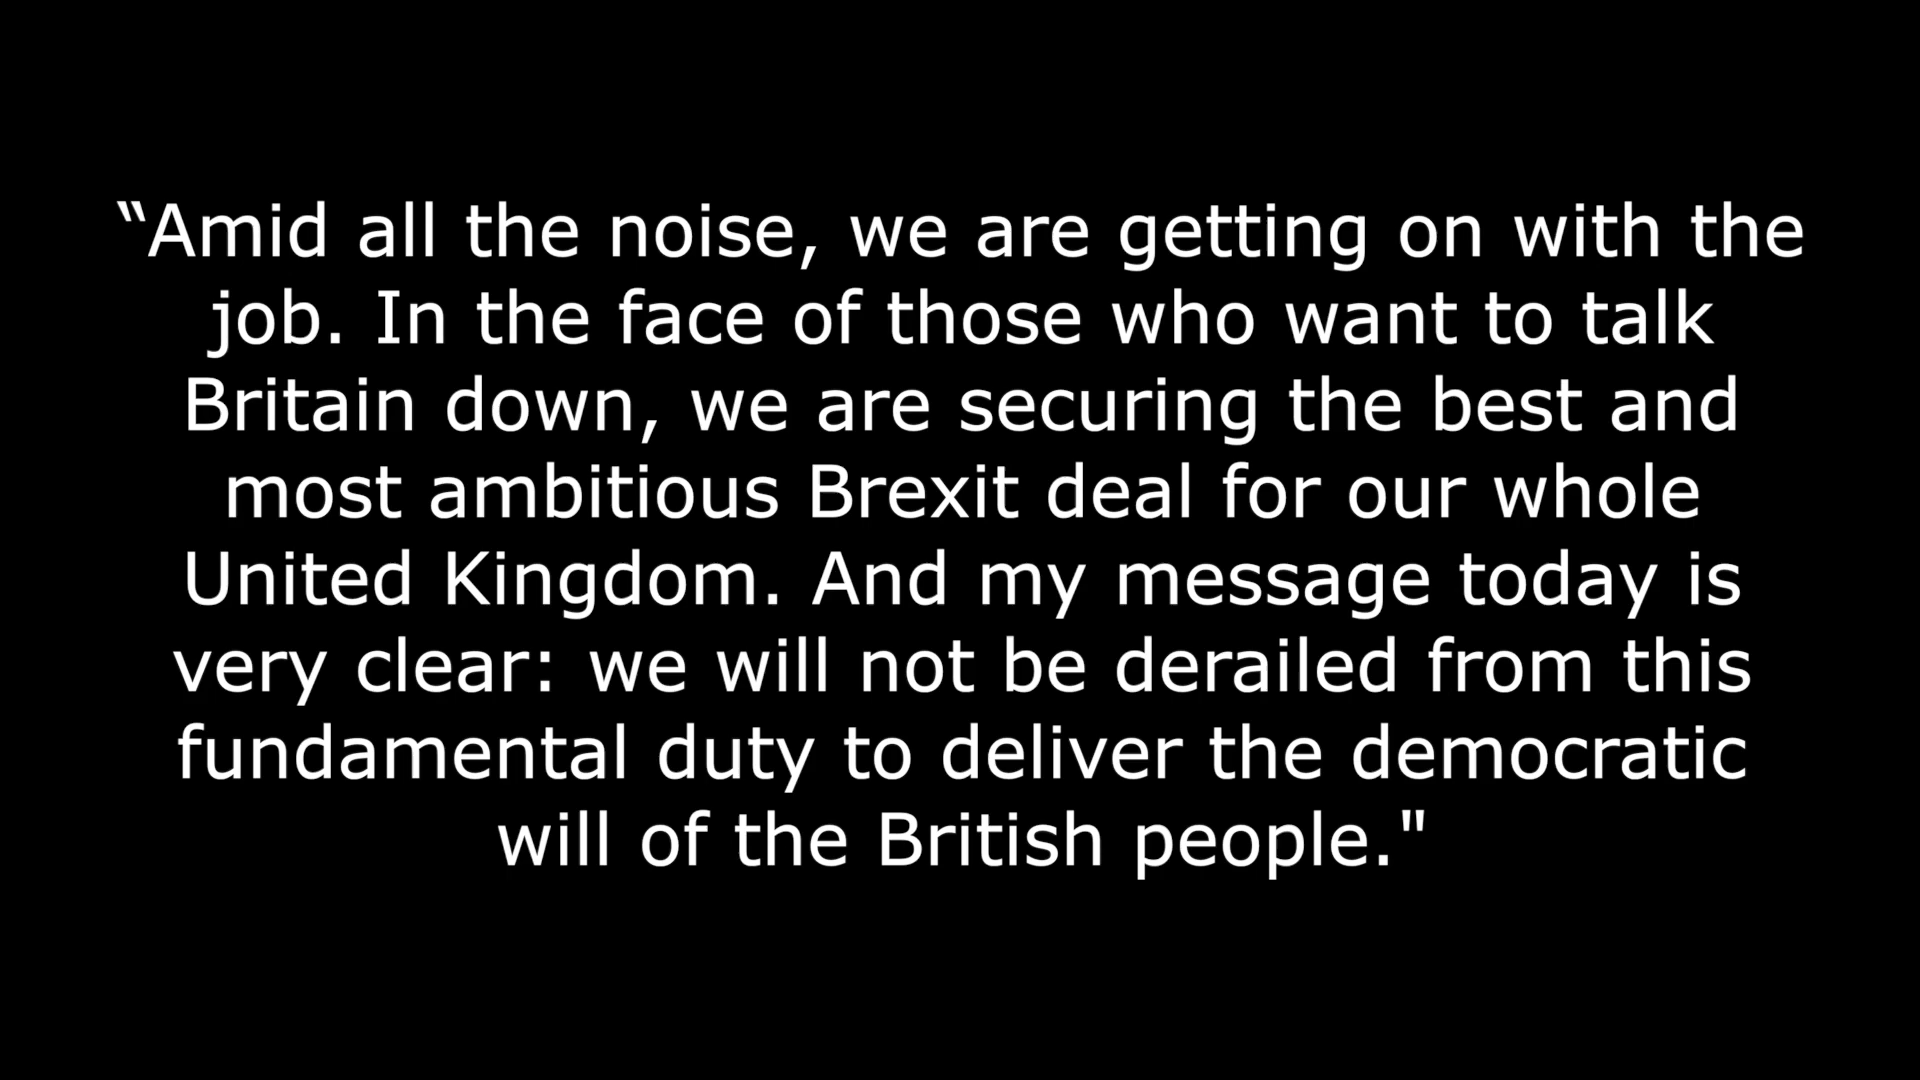 “Amid all the noise, we are getting on with the
job. In the face of those who want to talk
Britain down, we are securing the best and
most ambitious Brexit deal for our whole
United Kingdom. And my message today is
very clear: we will not be derailed from this
fundamental duty to deliver the democratic
will of the British people."